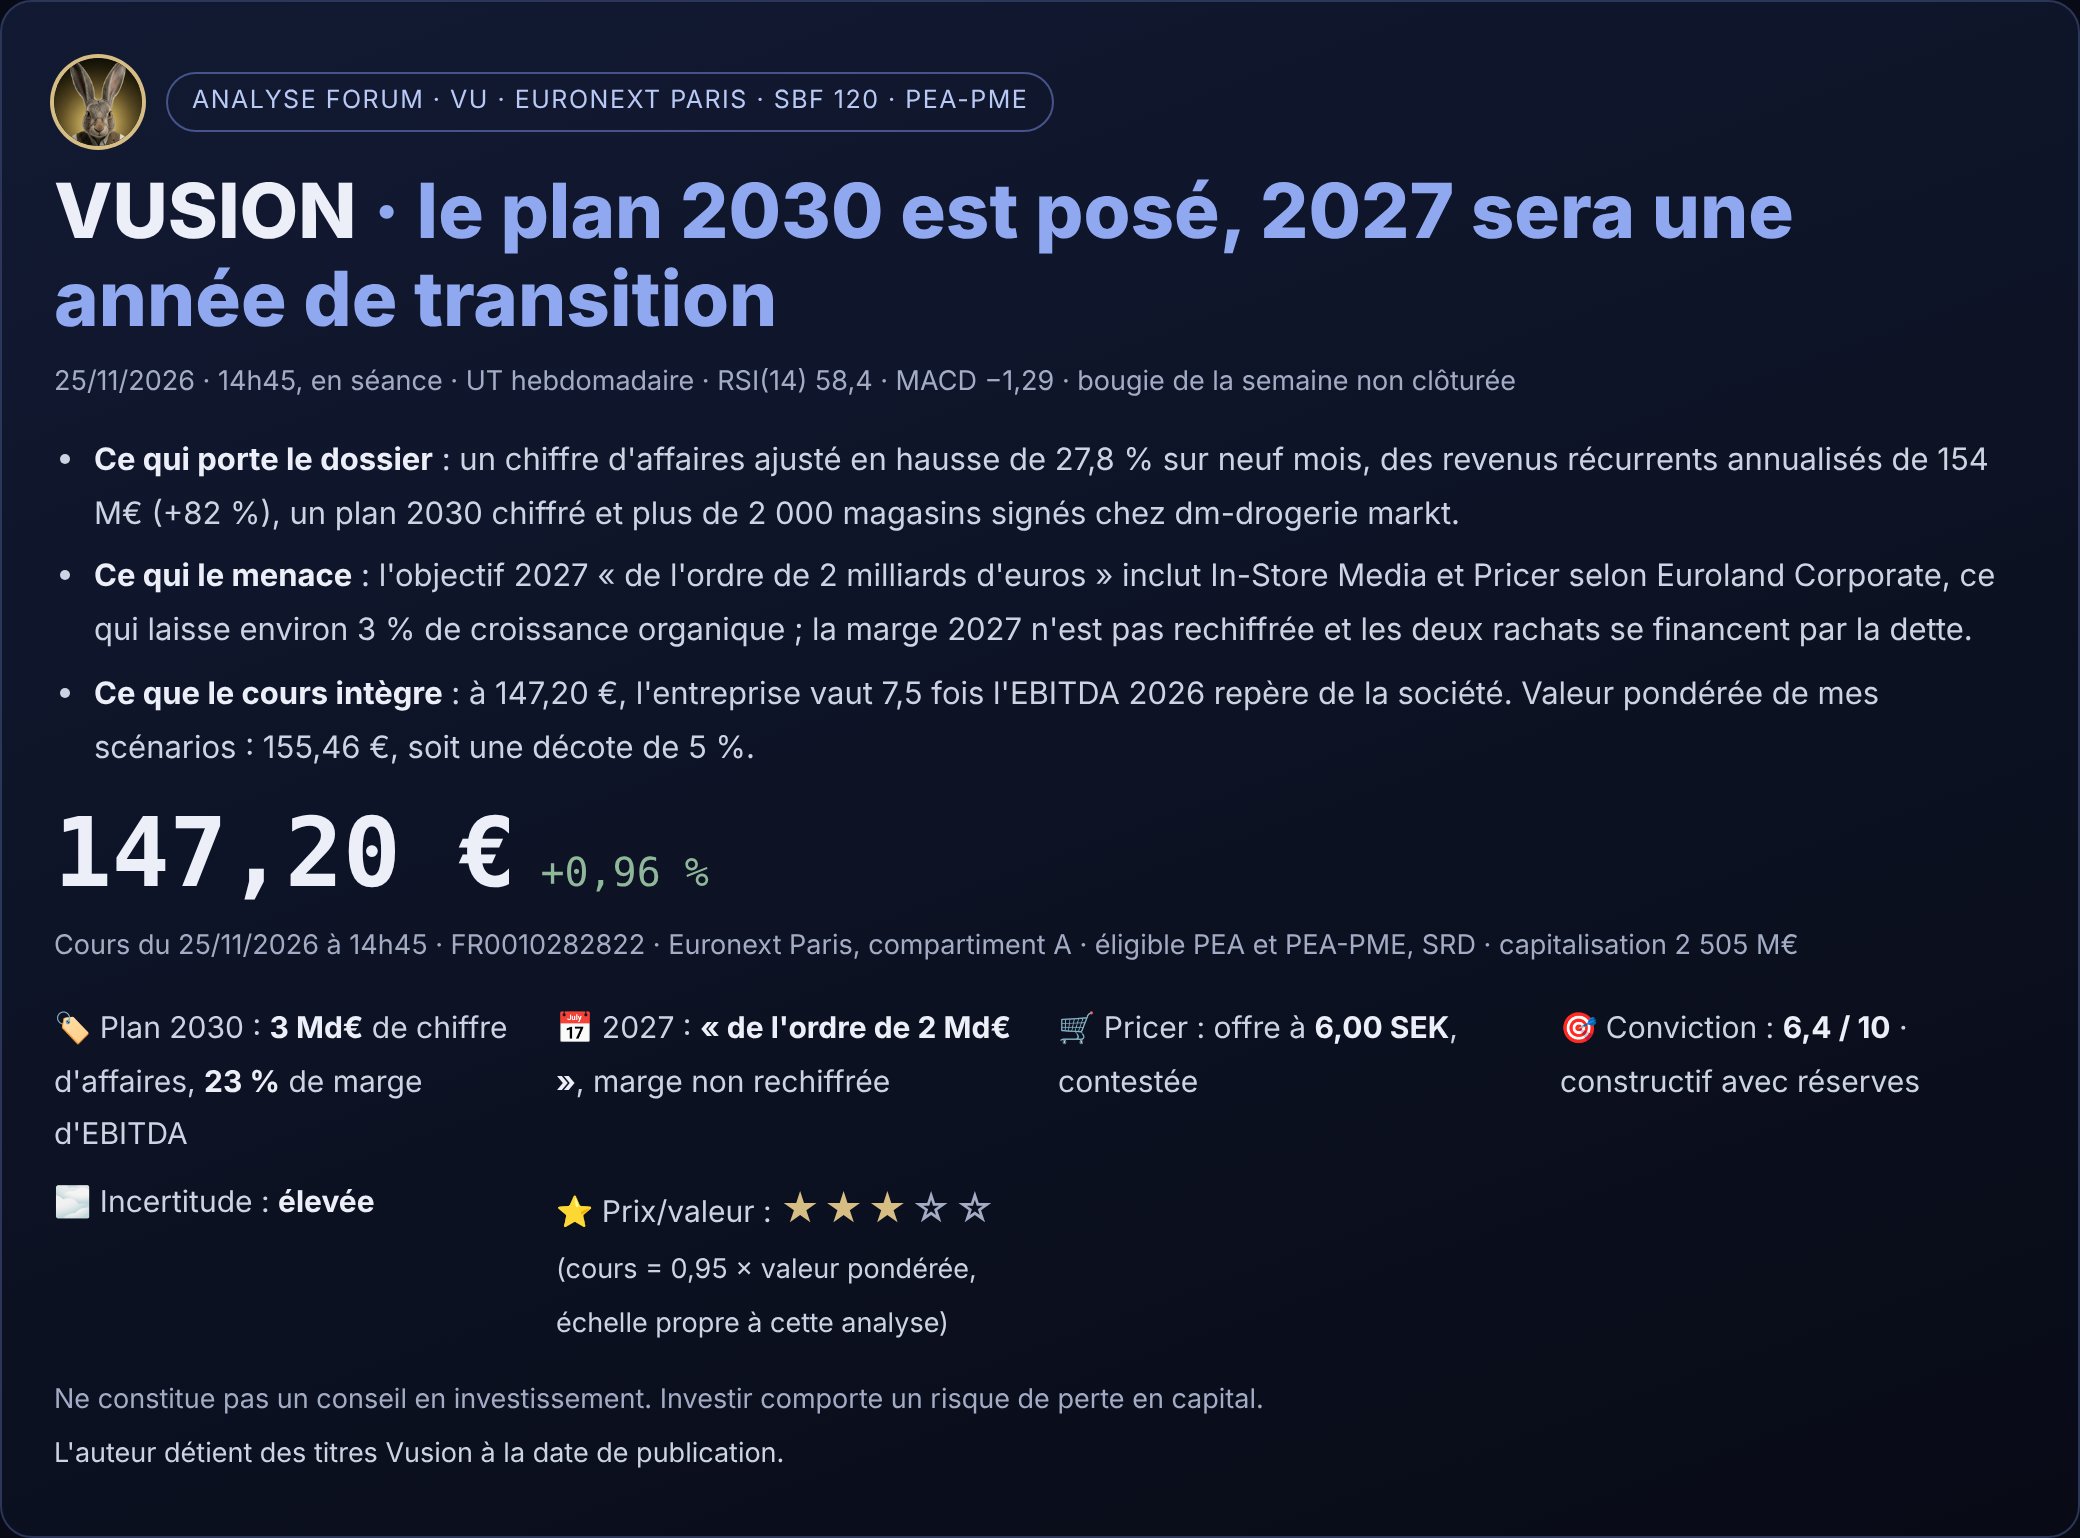 ANALYSE FORUM · VU · EURONEXT PARIS · SBF 120 · PEA-PME
VUSION · le plan 2030 est posé, 2027 sera une
année de transition
25/11/2026 · 14h45, en séance · UT hebdomadaire · RSI(14) 58,4 · MACD −1,29 · bougie de la semaine non clôturée
• Ce qui porte le dossier : un chiffre d'affaires ajusté en hausse de 27,8 % sur neuf mois, des revenus récurrents annualisés de 154
M€ (+82 %), un plan 2030 chiffré et plus de 2 000 magasins signés chez dm-drogerie markt.
• Ce qui le menace : l'objectif 2027 « de l'ordre de 2 milliards d'euros » inclut In-Store Media et Pricer selon Euroland Corporate, ce
qui laisse environ 3 % de croissance organique ; la marge 2027 n'est pas rechiffrée et les deux rachats se financent par la dette.
• Ce que le cours intègre : à 147,20 €, l'entreprise vaut 7,5 fois l'EBITDA 2026 repère de la société. Valeur pondérée de mes
scénarios : 155,46 €, soit une décote de 5 %.
147,20 € +0,96 %
Cours du 25/11/2026 à 14h45 · FR0010282822 · Euronext Paris, compartiment A · éligible PEA et PEA-PME, SRD · capitalisation 2 505 M€
🏷️ Plan 2030 : 3 Md€ de chiffre
d'affaires, 23 % de marge
d'EBITDA
📅 2027 : « de l'ordre de 2 Md€
», marge non rechiffrée
🛒 Pricer : offre à 6,00 SEK,
contestée
🎯 Conviction : 6,4 / 10 ·
constructif avec réserves
🌫️ Incertitude : élevée
⭐ Prix/valeur : ★★★☆☆
(cours = 0,95 × valeur pondérée,
échelle propre à cette analyse)
Ne constitue pas un conseil en investissement. Investir comporte un risque de perte en capital.
L'auteur détient des titres Vusion à la date de publication.